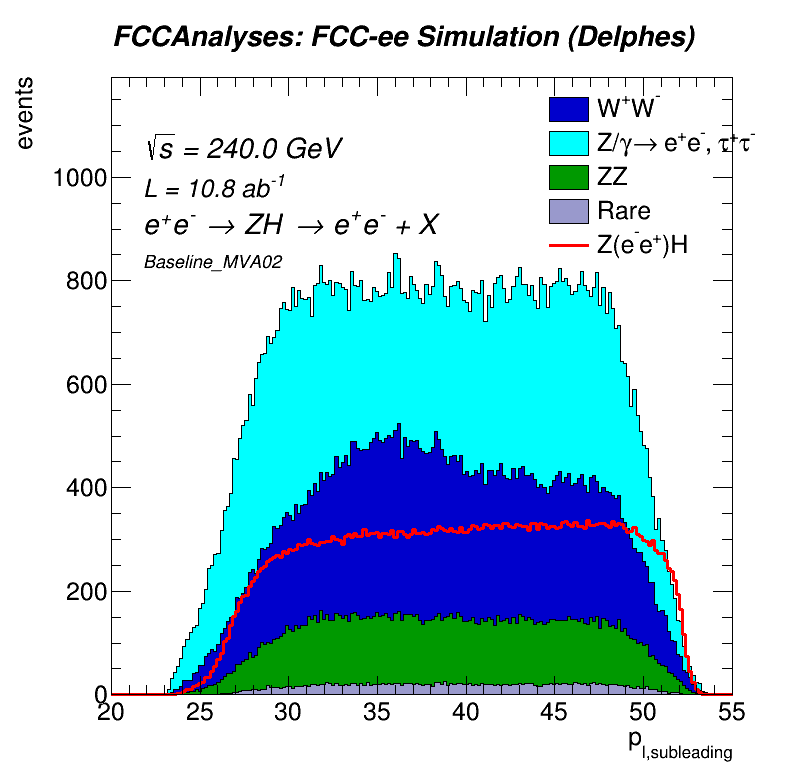 FCCAnalyses: FCC-ee Simulation (Delphes)
events
√s = 240.0 GeV
L = 10.8 ab⁻¹
e⁺e⁻ → ZH → e⁺e⁻ + X
Baseline_MVA02
W⁺W⁻
Z/γ→ e⁺e⁻, τ⁺τ⁻
ZZ
Rare
Z(e⁻e⁺)H
1000
800
600
400
200
0
20 25 30 35 40 45 50 55
p_l,subleading